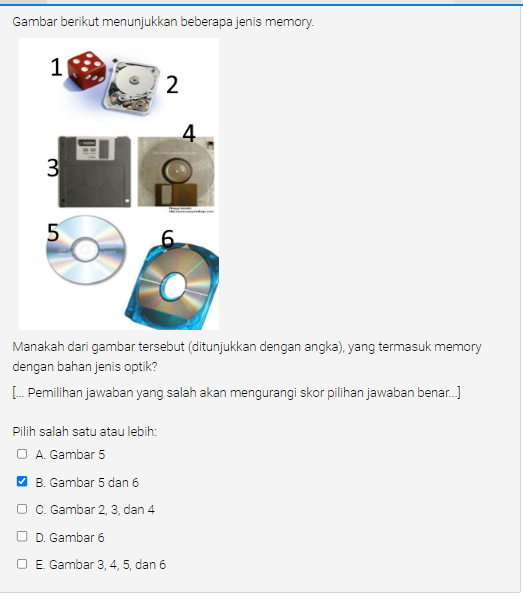 Gambar berikut menunjukkan beberapa jenis memory.
1
2
4
3
5
6
Manakah dari gambar tersebut (ditunjukkan dengan angka), yang termasuk memory
dengan bahan jenis optik?
[... Pemilihan jawaban yang salah akan mengurangi skor pilihan jawaban benar...]
Pilih salah satu atau lebih:
A. Gambar 5
B. Gambar 5 dan 6
C. Gambar 2, 3, dan 4
D. Gambar 6
E. Gambar 3, 4, 5, dan 6